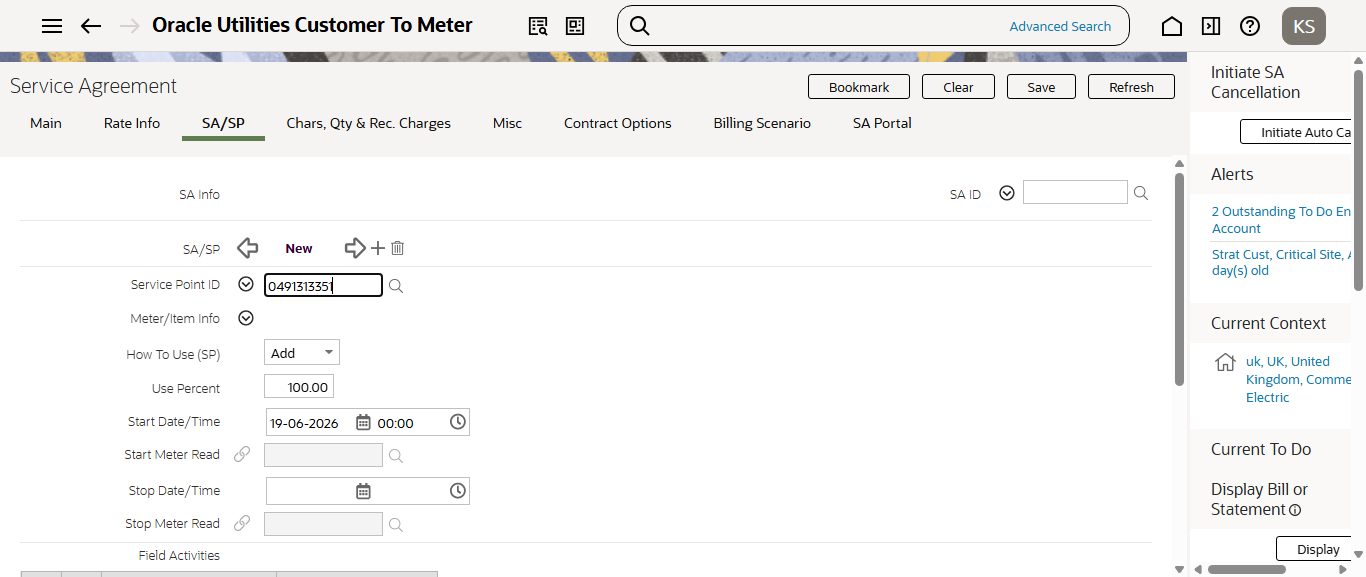 Oracle Utilities Customer To Meter
Advanced Search
KS
Service Agreement
Bookmark
Clear
Save
Refresh
Main
Rate Info
SA/SP
Chars, Qty & Rec. Charges
Misc
Contract Options
Billing Scenario
SA Portal
SA Info
SA ID
SA/SP
New
Service Point ID
0491313351
Meter/Item Info
How To Use (SP)
Add
Use Percent
100.00
Start Date/Time
19-06-2026
00:00
Start Meter Read
Stop Date/Time
Stop Meter Read
Field Activities
Initiate SA
Cancellation
Initiate Auto Ca
Alerts
2 Outstanding To Do En
Account
Strat Cust, Critical Site, A
day(s) old
Current Context
uk, UK, United
Kingdom, Comme
Electric
Current To Do
Display Bill or
Statement
Display